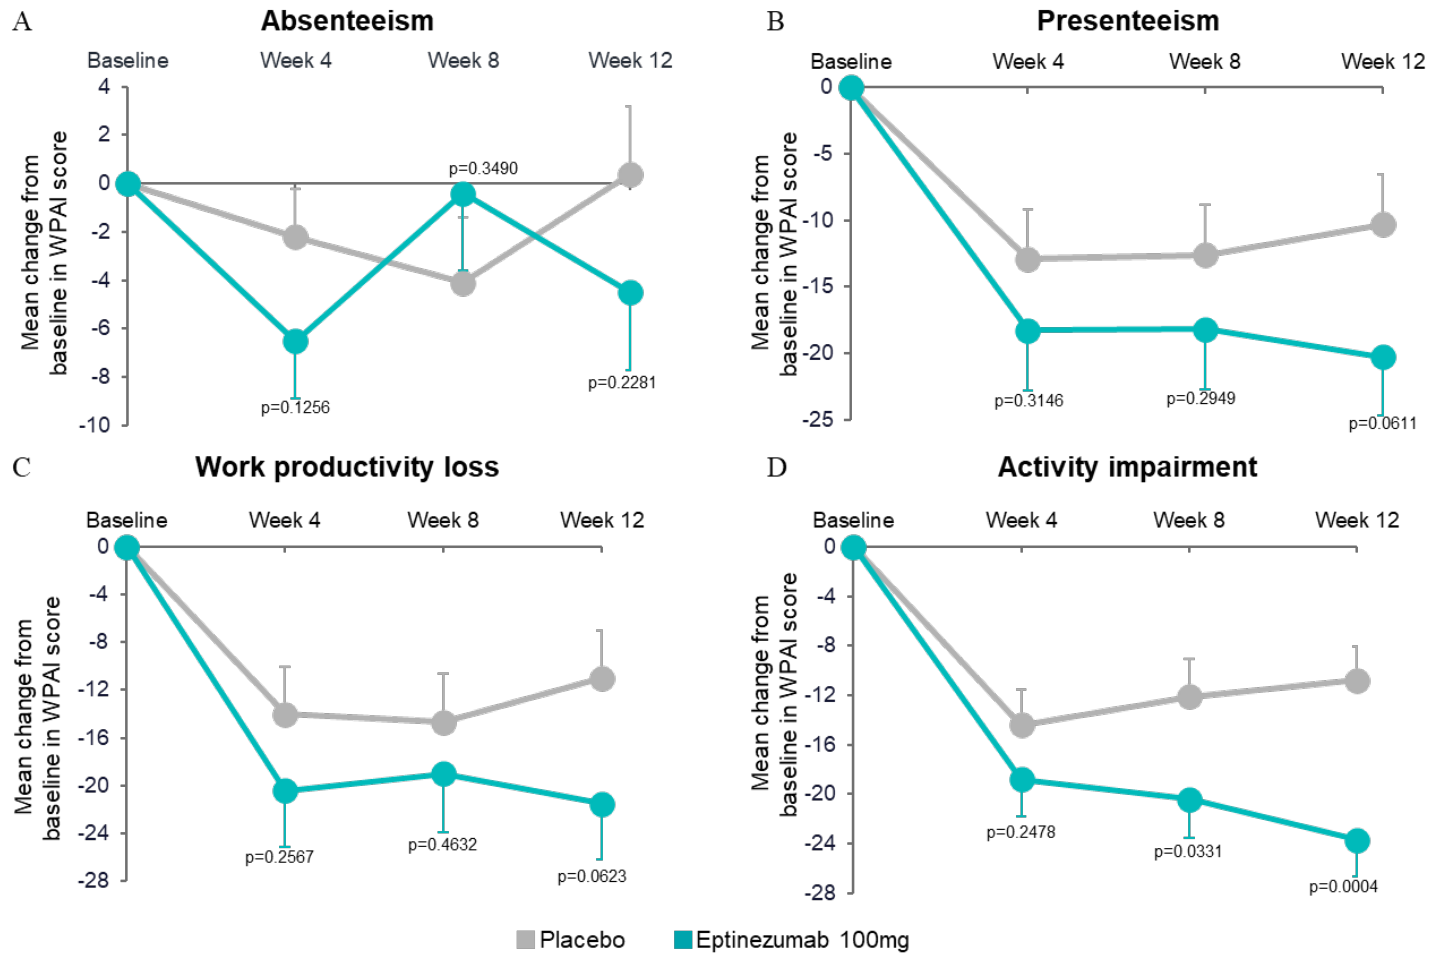 A
Absenteeism
Baseline
Week 4
Week 8
Week 12
Mean change from
baseline in WPAI score
4
2
0
-2
-4
-6
-8
-10
p=0.1256
p=0.3490
p=0.2281
B
Presenteeism
Baseline
Week 4
Week 8
Week 12
Mean change from
baseline in WPAI score
0
-5
-10
-15
-20
-25
p=0.3146
p=0.2949
p=0.0611
C
Work productivity loss
Baseline
Week 4
Week 8
Week 12
Mean change from
baseline in WPAI score
0
-4
-8
-12
-16
-20
-24
-28
p=0.2567
p=0.4632
p=0.0623
D
Activity impairment
Baseline
Week 4
Week 8
Week 12
Mean change from
baseline in WPAI score
0
-4
-8
-12
-16
-20
-24
-28
p=0.2478
p=0.0331
p=0.0004
Placebo
Eptinezumab 100mg